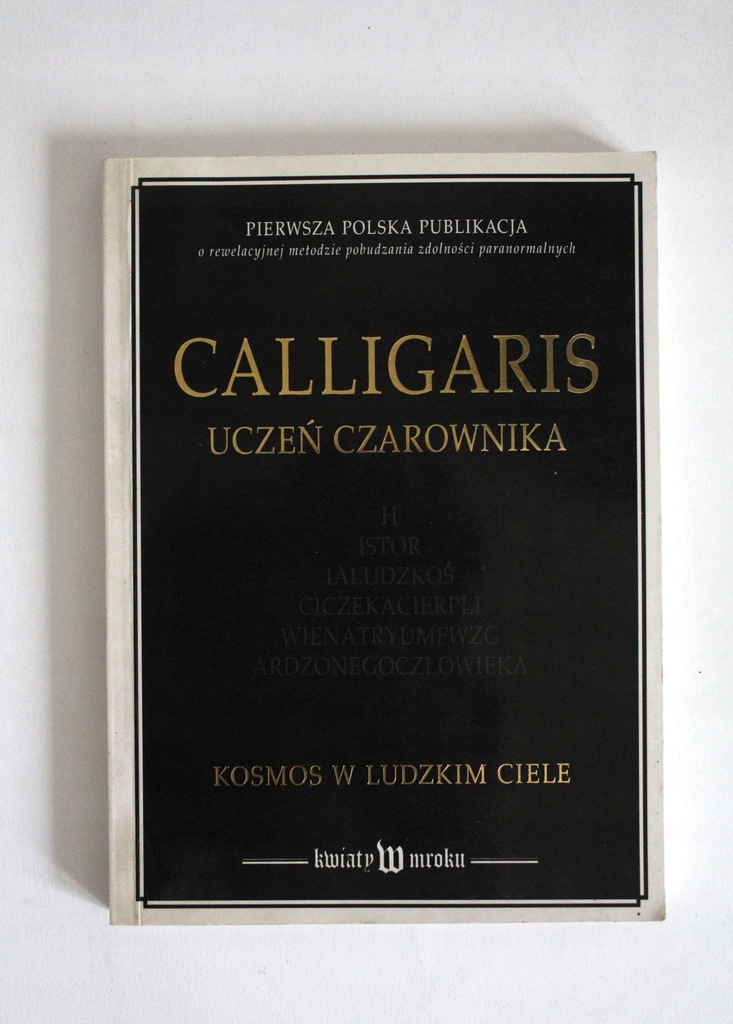 PIERWSZA POLSKA PUBLIKACJA
o rewelacyjnej metodzie pobudzania zdolności paranormalnych
CALLIGARIS
UCZEŃ CZAROWNIKA
H
ISTOR
IALUDZKOŚ
CICZEKACIERPLI
WIENATRYUMFWZG
ARDZONEGOCZŁOWIEKA
KOSMOS W LUDZKIM CIELE
kwiaty W mroku